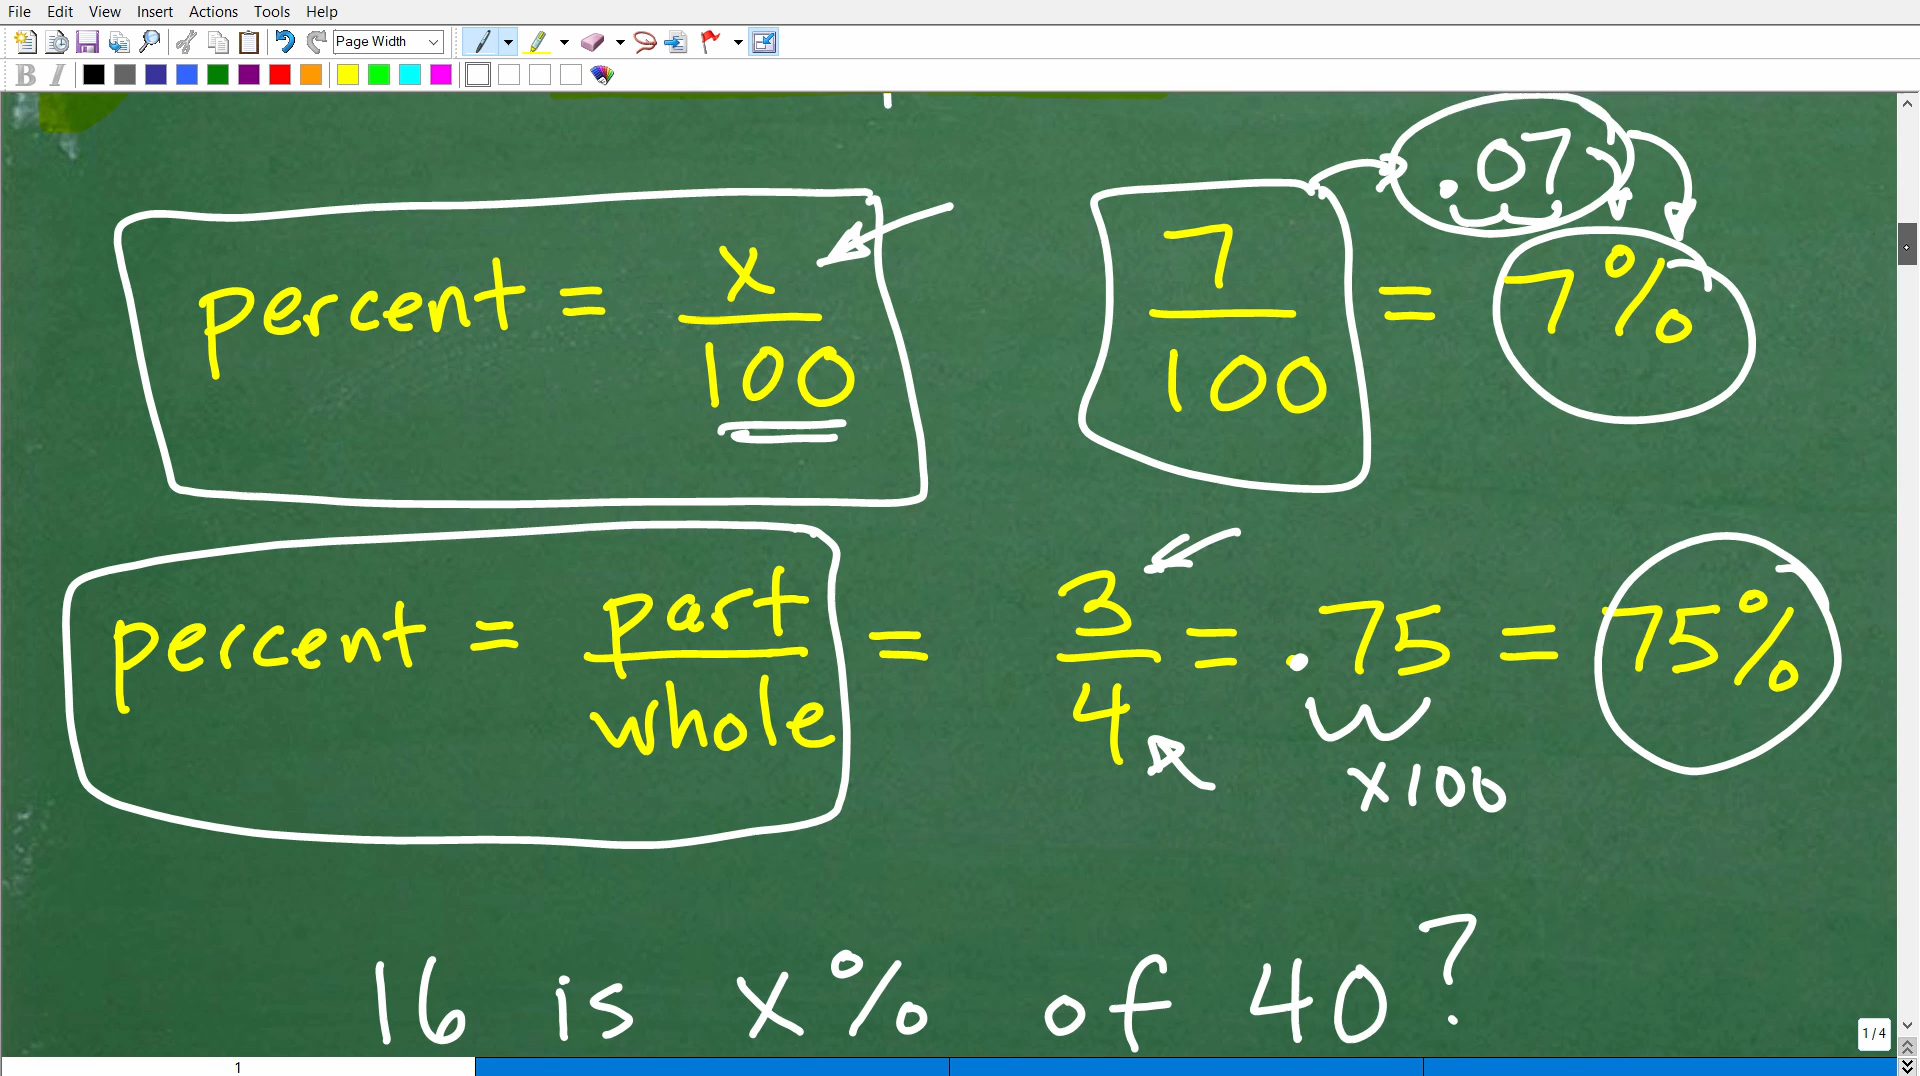 File Edit View Insert Actions Tools Help
Page Width
B I
.07
percent = x/100
7/100 = 7%
percent = part/whole = 3/4 = .75 = 75%
x100
16 is x% of 40?
1 / 4
1